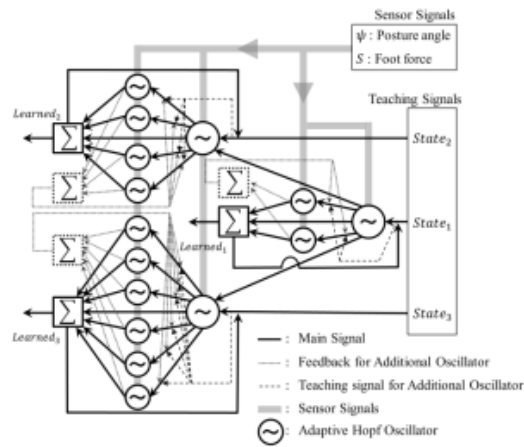 Sensor Signals
ψ : Posture angle
S : Foot force
Teaching Signals
Learned₂
Σ
State₂
Σ
Σ
State₁
Σ
Learned₁
Σ
Σ
State₃
Learned₃
: Main Signal
: Feedback for Additional Oscillator
: Teaching signal for Additional Oscillator
: Sensor Signals
: Adaptive Hopf Oscillator